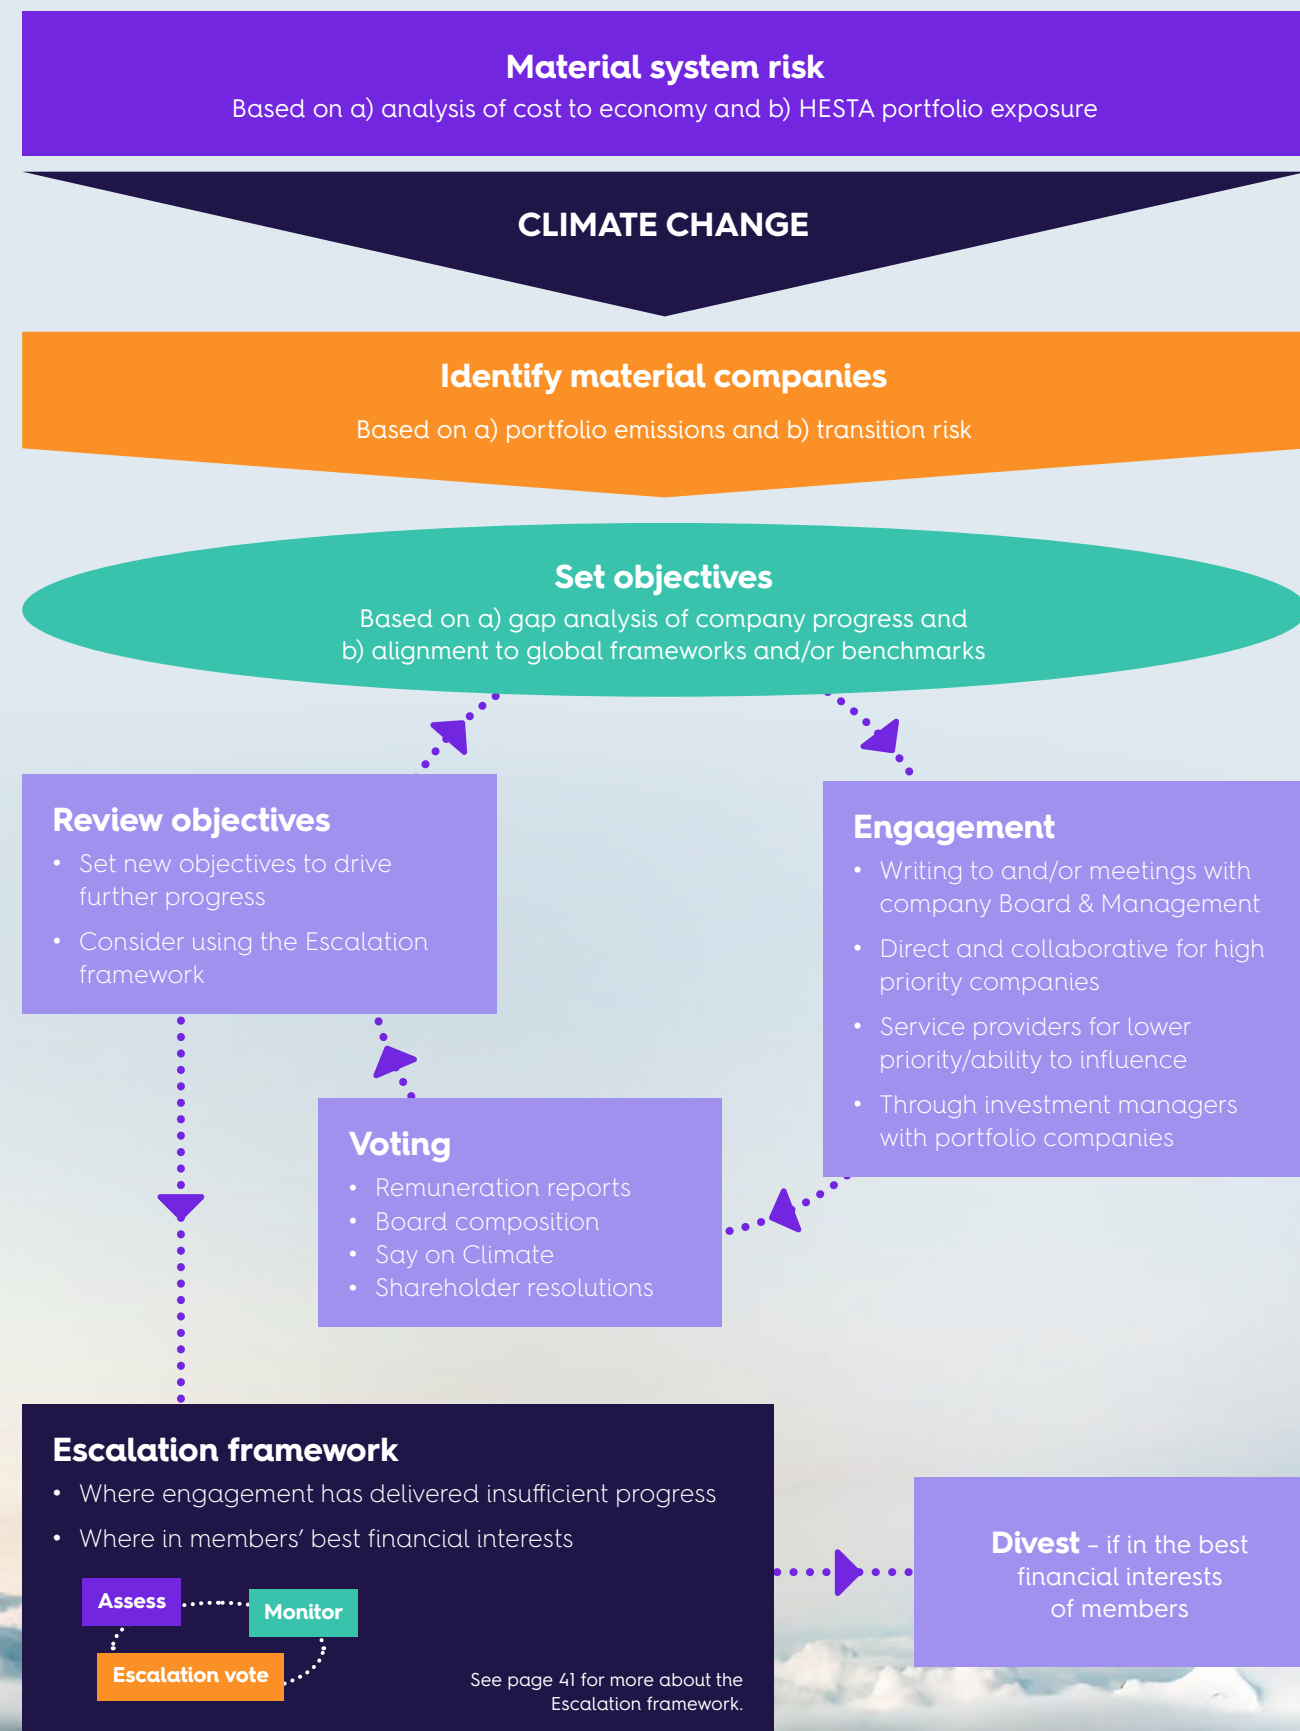 Material system risk
Based on a) analysis of cost to economy and b) HESTA portfolio exposure
CLIMATE CHANGE
Identify material companies
Based on a) portfolio emissions and b) transition risk
Set objectives
Based on a) gap analysis of company progress and
b) alignment to global frameworks and/or benchmarks
Review objectives
• Set new objectives to drive
further progress
• Consider using the Escalation
framework
Engagement
• Writing to and/or meetings with
company Board & Management
• Direct and collaborative for high
priority companies
• Service providers for lower
priority/ability to influence
• Through investment managers
with portfolio companies
Voting
• Remuneration reports
• Board composition
• Say on Climate
• Shareholder resolutions
Escalation framework
• Where engagement has delivered insufficient progress
• Where in members’ best financial interests
Assess
Monitor
Escalation vote
See page 41 for more about the
Escalation framework.
Divest – if in the best
financial interests
of members